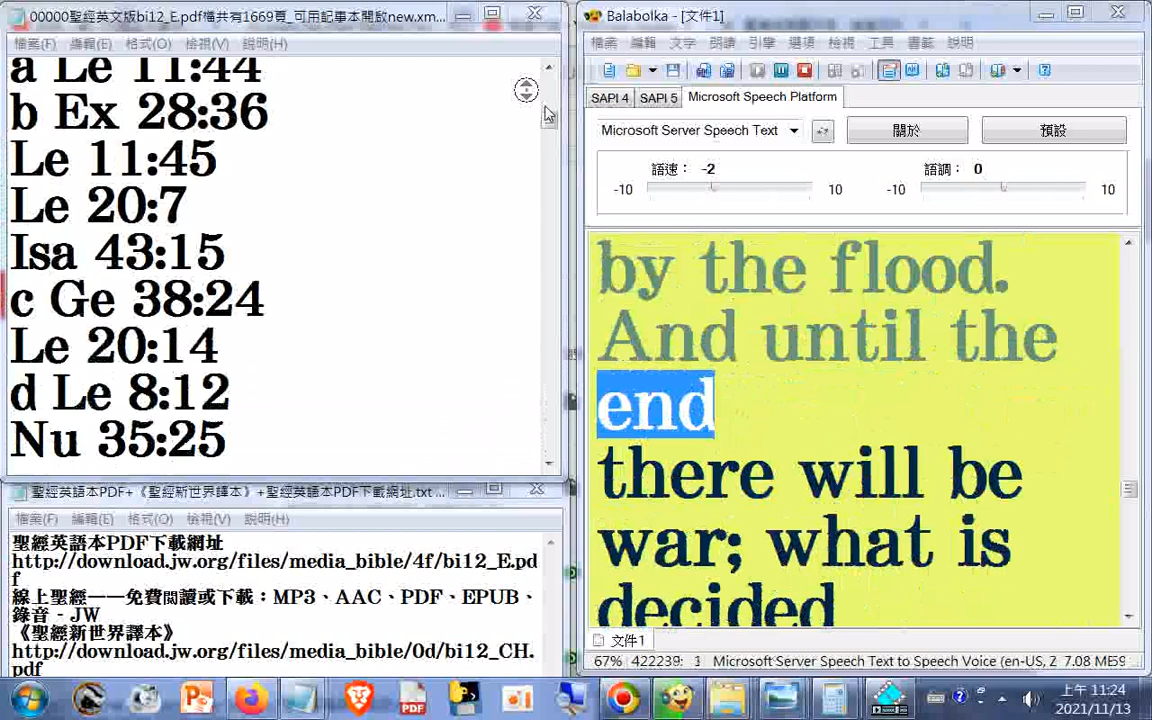 00000聖經英文版bi12_E.pdf檔共有1669頁_可用記事本開啟new.xm...
檔案(F) 編輯(E) 格式(O) 檢視(V) 說明(H)
a Le 11:44
b Ex 28:36
Le 11:45
Le 20:7
Isa 43:15
c Ge 38:24
Le 20:14
d Le 8:12
Nu 35:25
聖經英語本PDF+《聖經新世界譯本》+聖經英語本PDF下載網址.txt ...
檔案(F) 編輯(E) 格式(O) 檢視(V) 說明(H)
聖經英語本PDF下載網址
http://download.jw.org/files/media_bible/4f/bi12_E.pd
f
線上聖經——免費閱讀或下載：MP3、AAC、PDF、EPUB、
錄音 - JW
《聖經新世界譯本》
http://download.jw.org/files/media_bible/0d/bi12_CH.
pdf
Balabolka - [文件1]
檔案 編輯 文字 朗讀 引擎 選項 檢視 工具 書籤 說明
SAPI 4 SAPI 5 Microsoft Speech Platform
Microsoft Server Speech Text 關於 預設
語速： -2 語調： 0
-10 10 -10 10
by the flood.
And until the
end
there will be
war; what is
decided
文件1
67% 422239: 1 Microsoft Server Speech Text to Speech Voice (en-US, Z 7.08 ME59
上午 11:24
2021/11/13